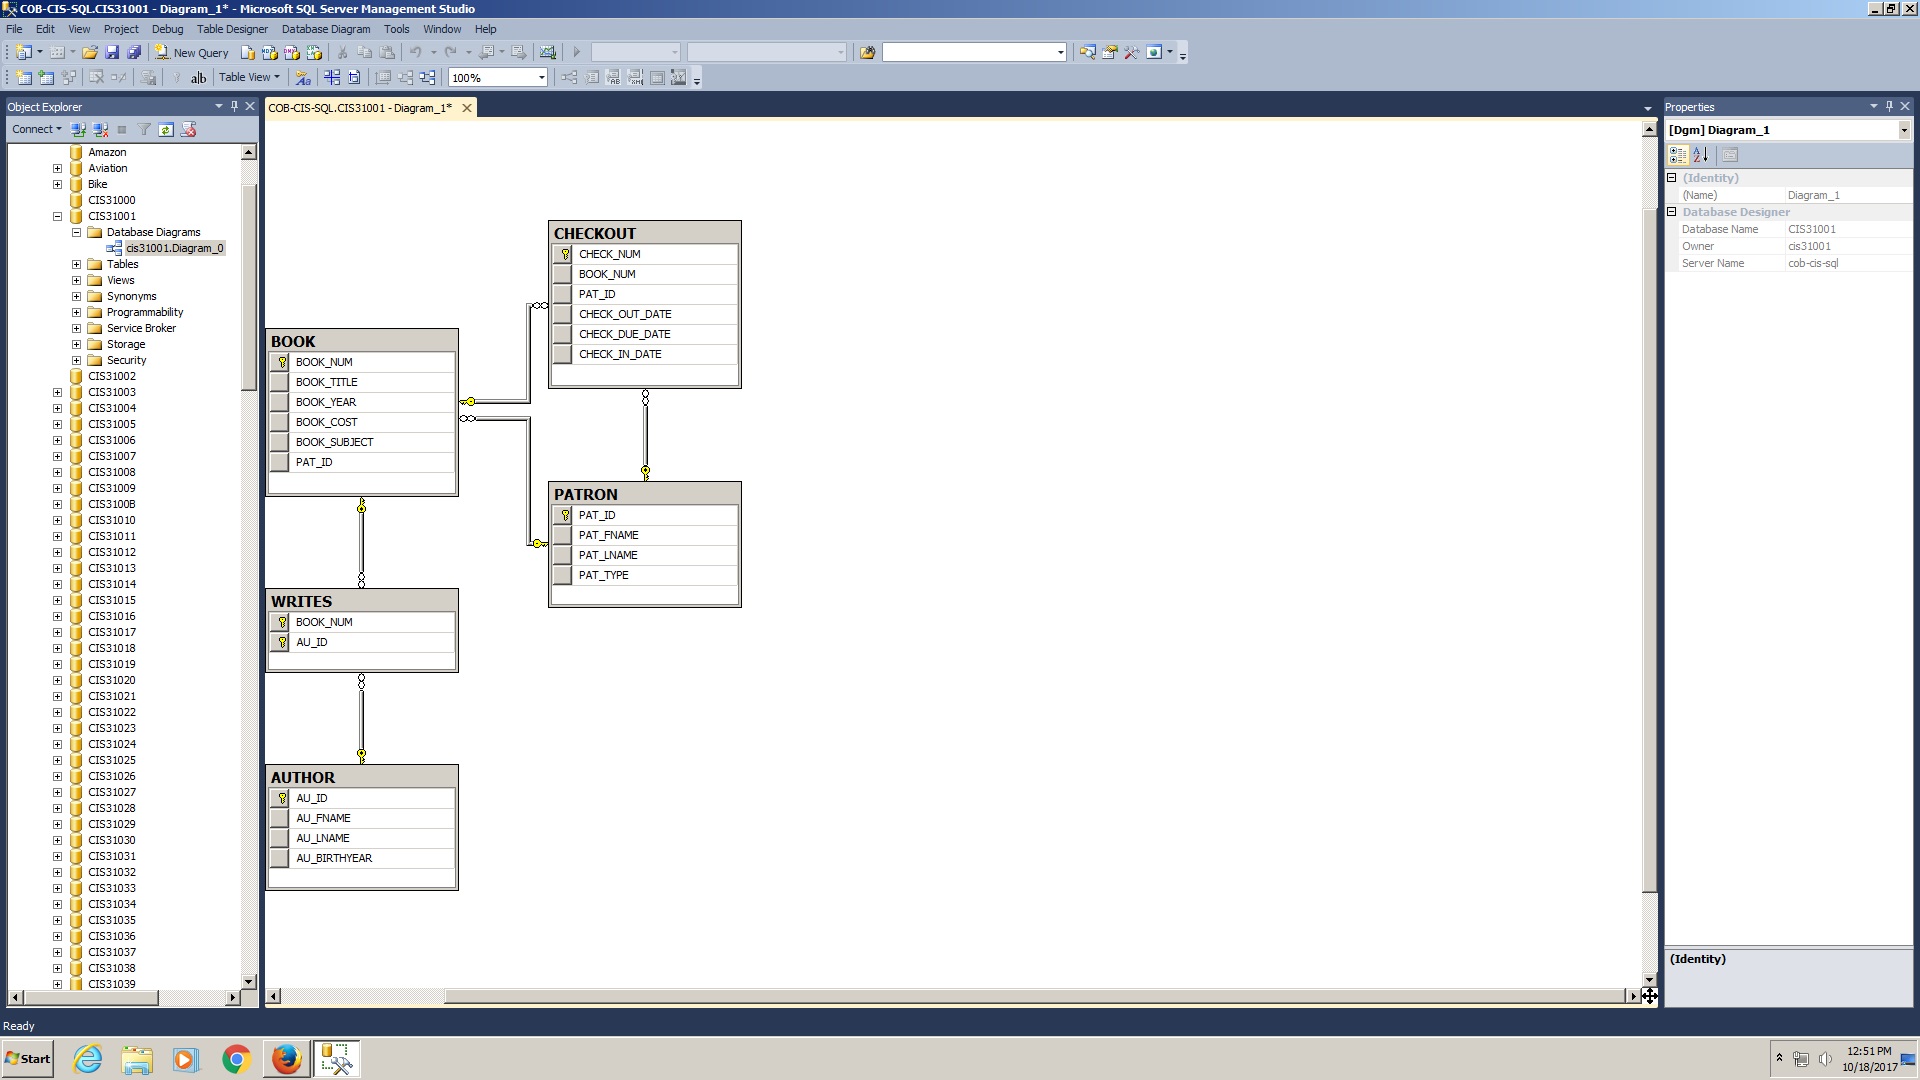 COB-CIS-SQL.CIS31001 - Diagram_1* - Microsoft SQL Server Management Studio
File Edit View Project Debug Table Designer Database Diagram Tools Window Help
New Query
Table View 100%
Object Explorer
Connect
Amazon
Aviation
Bike
CIS31000
CIS31001
Database Diagrams
cis31001.Diagram_0
Tables
Views
Synonyms
Programmability
Service Broker
Storage
Security
CIS31002
CIS31003
CIS31004
CIS31005
CIS31006
CIS31007
CIS31008
CIS31009
CIS3100B
CIS31010
CIS31011
CIS31012
CIS31013
CIS31014
CIS31015
CIS31016
CIS31017
CIS31018
CIS31019
CIS31020
CIS31021
CIS31022
CIS31023
CIS31024
CIS31025
CIS31026
CIS31027
CIS31028
CIS31029
CIS31030
CIS31031
CIS31032
CIS31033
CIS31034
CIS31035
CIS31036
CIS31037
CIS31038
CIS31039
COB-CIS-SQL.CIS31001 - Diagram_1*
CHECKOUT
CHECK_NUM
BOOK_NUM
PAT_ID
CHECK_OUT_DATE
CHECK_DUE_DATE
CHECK_IN_DATE
BOOK
BOOK_NUM
BOOK_TITLE
BOOK_YEAR
BOOK_COST
BOOK_SUBJECT
PAT_ID
PATRON
PAT_ID
PAT_FNAME
PAT_LNAME
PAT_TYPE
WRITES
BOOK_NUM
AU_ID
AUTHOR
AU_ID
AU_FNAME
AU_LNAME
AU_BIRTHYEAR
Properties
[Dgm] Diagram_1
(Identity)
(Name) Diagram_1
Database Designer
Database Name CIS31001
Owner cis31001
Server Name cob-cis-sql
(Identity)
Ready
Start
12:51 PM
10/18/2017